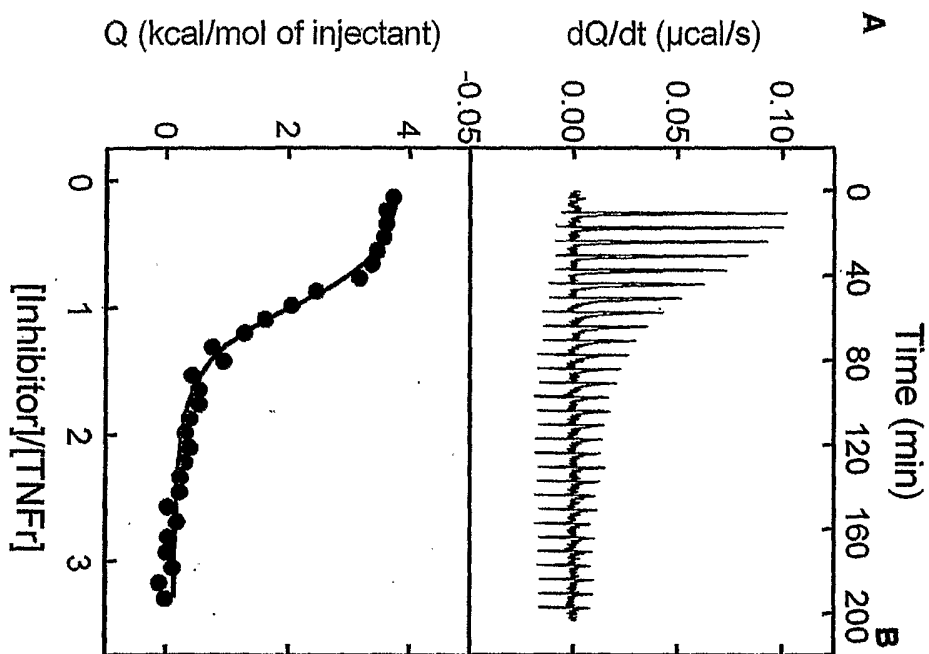 A
Time (min)
0 40 80 120 160 200
B
dQ/dt (μcal/s)
0.10
0.05
0.00
-0.05
Q (kcal/mol of injectant)
4
2
0
0 1 2 3
[Inhibitor]/[TNFr]